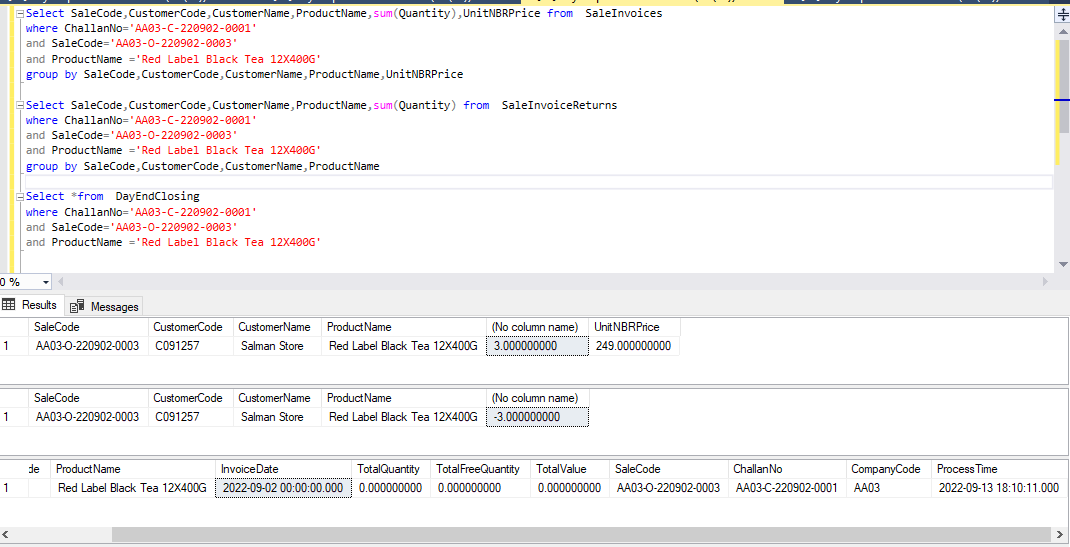 Select SaleCode,CustomerCode,CustomerName,ProductName,sum(Quantity),UnitNBRPrice from  SaleInvoices
where ChallanNo='AA03-C-220902-0001'
and SaleCode='AA03-O-220902-0003'
and ProductName ='Red Label Black Tea 12X400G'
group by SaleCode,CustomerCode,CustomerName,ProductName,UnitNBRPrice
Select SaleCode,CustomerCode,CustomerName,ProductName,sum(Quantity) from  SaleInvoiceReturns
where ChallanNo='AA03-C-220902-0001'
and SaleCode='AA03-O-220902-0003'
and ProductName ='Red Label Black Tea 12X400G'
group by SaleCode,CustomerCode,CustomerName,ProductName
Select *from  DayEndClosing
where ChallanNo='AA03-C-220902-0001'
and SaleCode='AA03-O-220902-0003'
and ProductName ='Red Label Black Tea 12X400G'
0 %
Results Messages
SaleCode CustomerCode CustomerName ProductName (No column name) UnitNBRPrice
1 AA03-O-220902-0003 C091257 Salman Store Red Label Black Tea 12X400G 3.000000000 249.000000000
SaleCode CustomerCode CustomerName ProductName (No column name)
1 AA03-O-220902-0003 C091257 Salman Store Red Label Black Tea 12X400G -3.000000000
de ProductName InvoiceDate TotalQuantity TotalFreeQuantity TotalValue SaleCode ChallanNo CompanyCode ProcessTime
1 Red Label Black Tea 12X400G 2022-09-02 00:00:00.000 0.000000000 0.000000000 0.000000000 AA03-O-220902-0003 AA03-C-220902-0001 AA03 2022-09-13 18:10:11.000